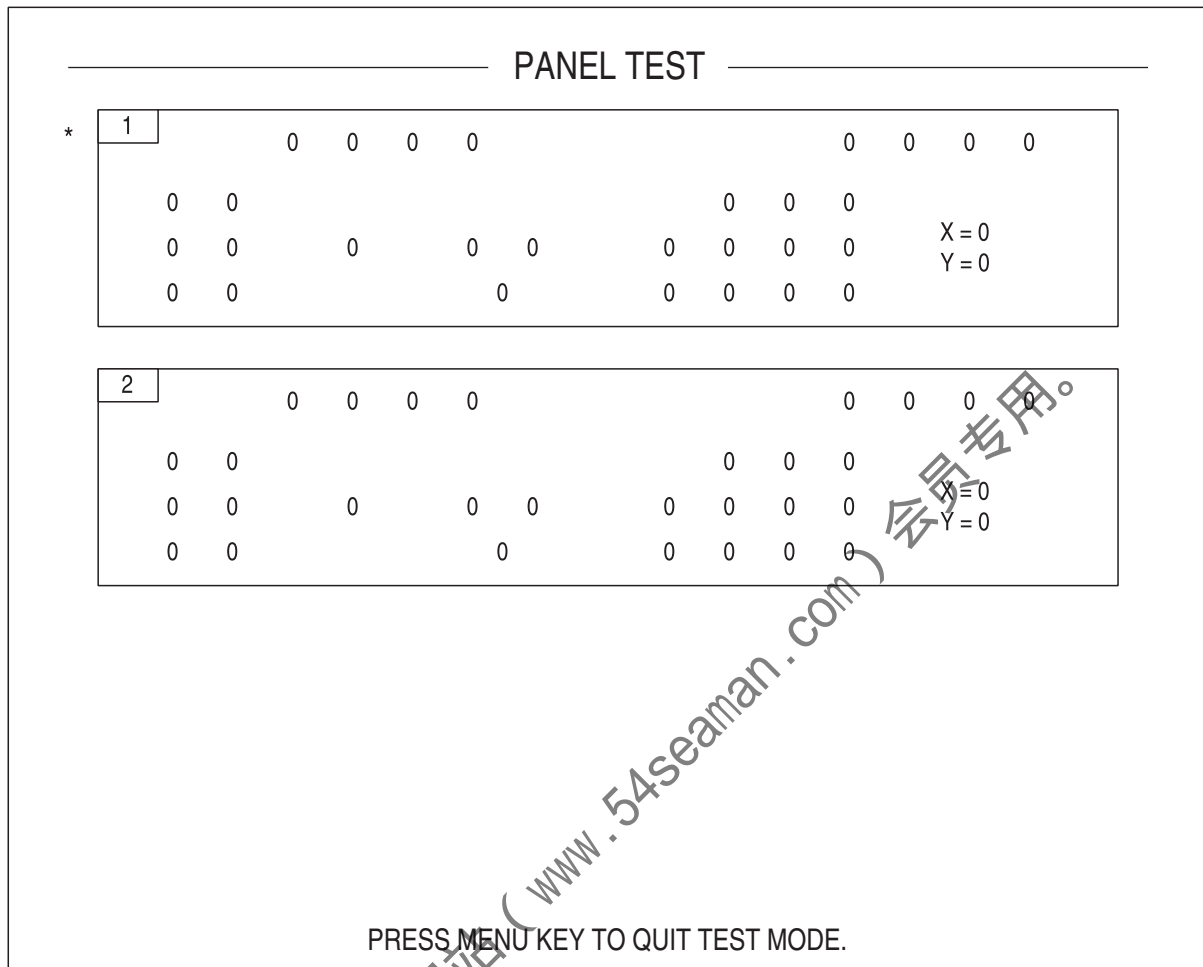 PANEL TEST
* 1 0 0 0 0 0 0 0 0
0 0 0 0 0
0 0 0 0 0 0 0 0 0 X = 0
Y = 0
0 0 0 0 0 0 0
2 0 0 0 0 0 0 0 0
0 0 0 0 0
0 0 0 0 0 0 0 0 0 X = 0
Y = 0
0 0 0 0 0 0 0
PRESS MENU KEY TO QUIT TEST MODE.
(www.54seaman.com)会员专用。